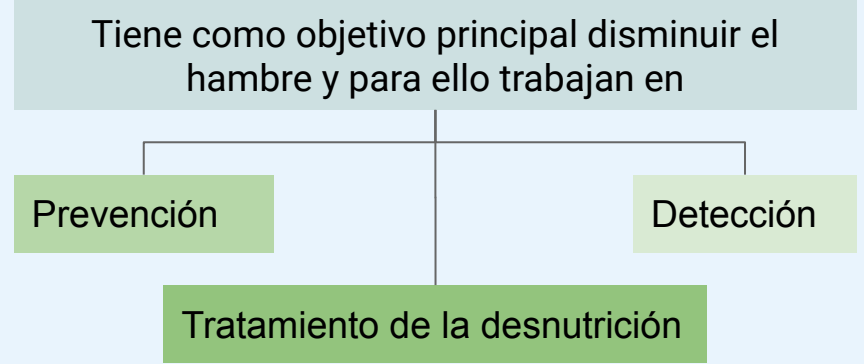 Tiene como objetivo principal disminuir el
hambre y para ello trabajan en
Prevención
Detección
Tratamiento de la desnutrición